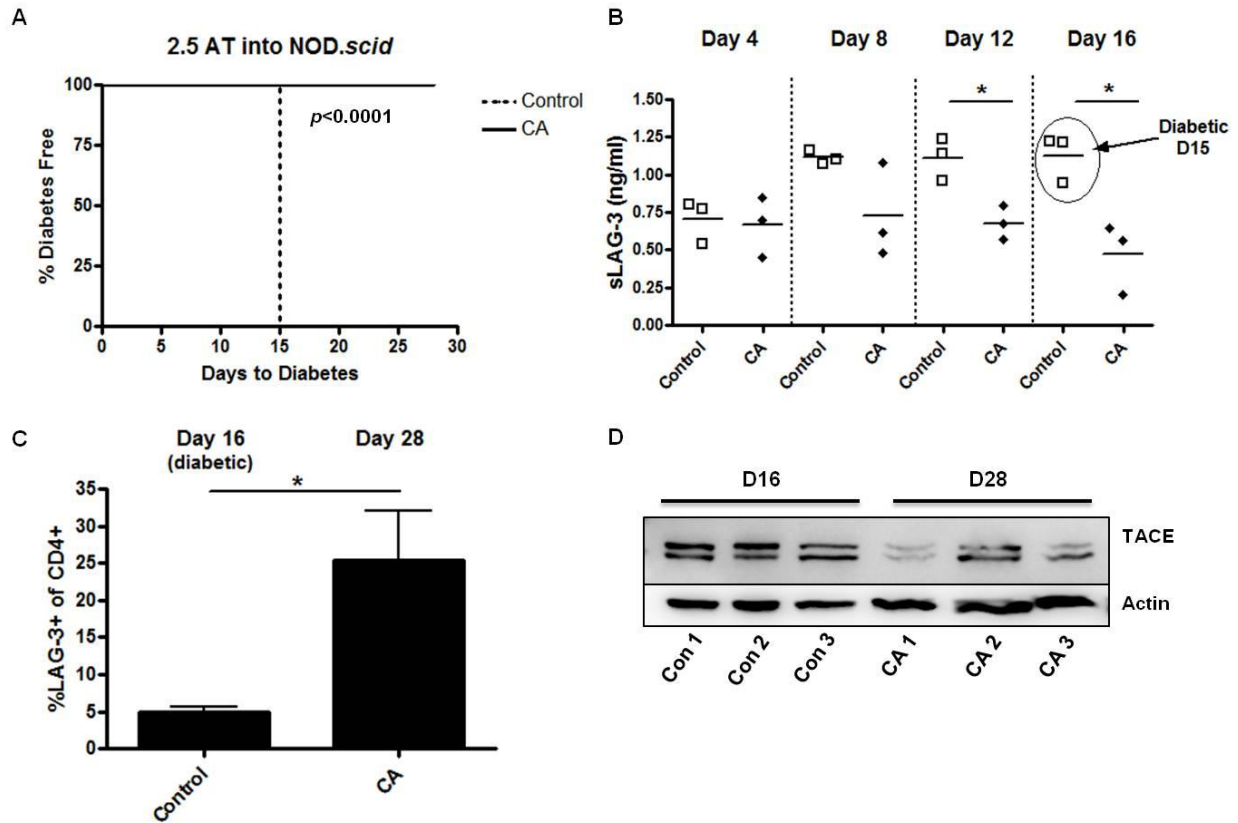 A
2.5 AT into NOD.scid
% Diabetes Free
100
75
50
25
0
0 5 10 15 20 25 30
Days to Diabetes
p<0.0001
Control
CA
B
Day 4 Day 8 Day 12 Day 16
sLAG-3 (ng/ml)
1.50
1.25
1.00
0.75
0.50
0.25
0.00
* *
Diabetic
D15
Control CA Control CA Control CA Control CA
C
Day 16 Day 28
(diabetic)
*
%LAG-3+ of CD4+
35
30
25
20
15
10
5
0
Control CA
D
D16 D28
TACE
Actin
Con 1 Con 2 Con 3 CA 1 CA 2 CA 3